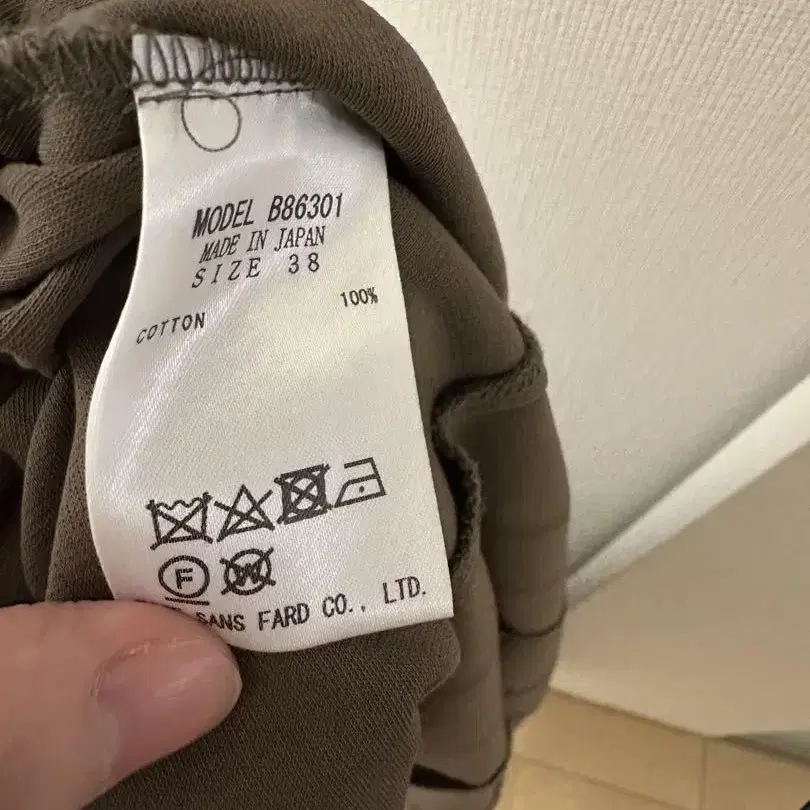 MODEL B86301
MADE IN JAPAN
SIZE 38
COTTON 100%
F
W
SANS FARD CO., LTD.